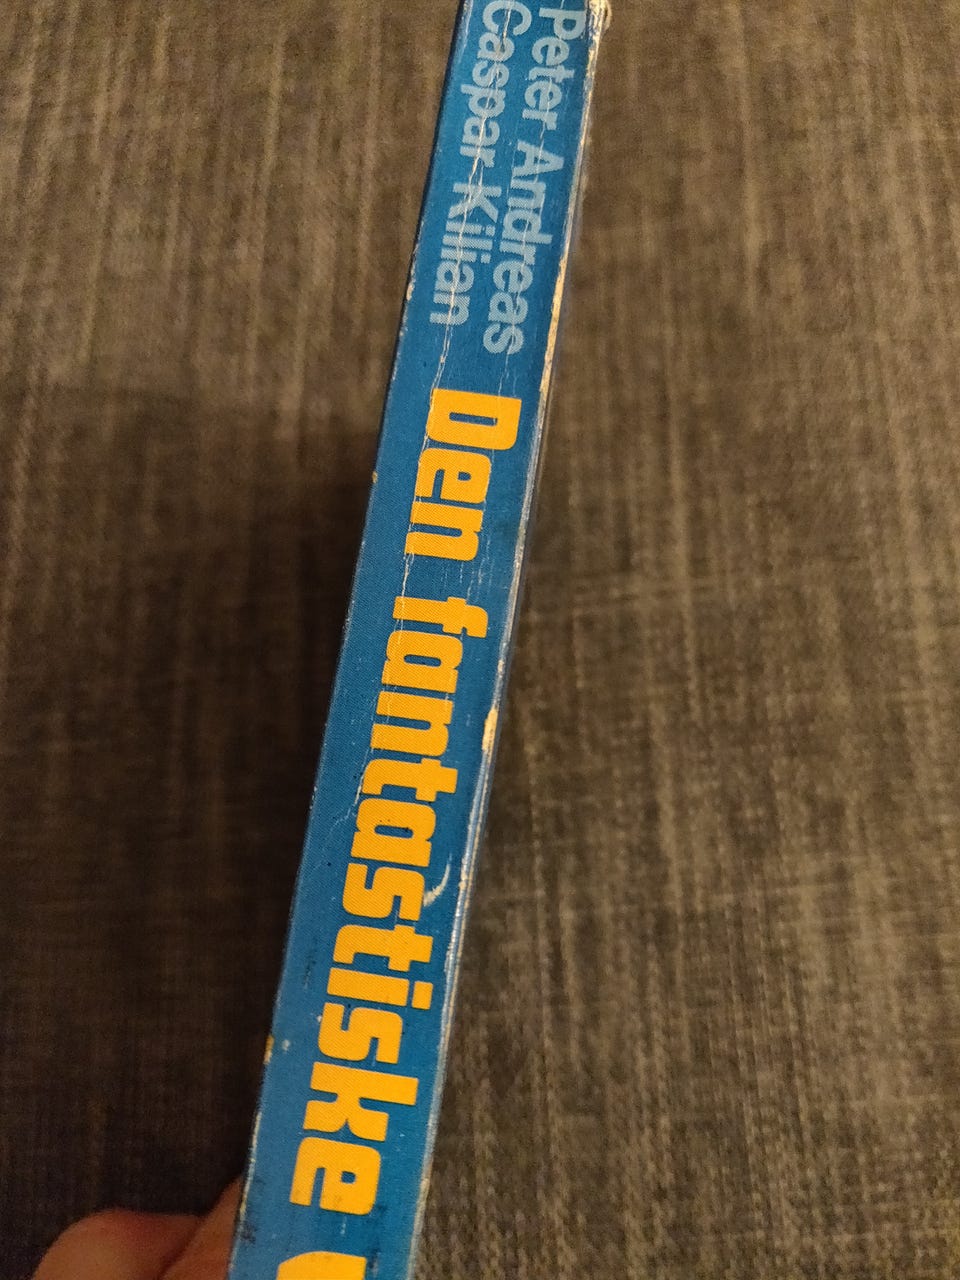 Peter Andreas
Caspar Kilian
Den fantastiske